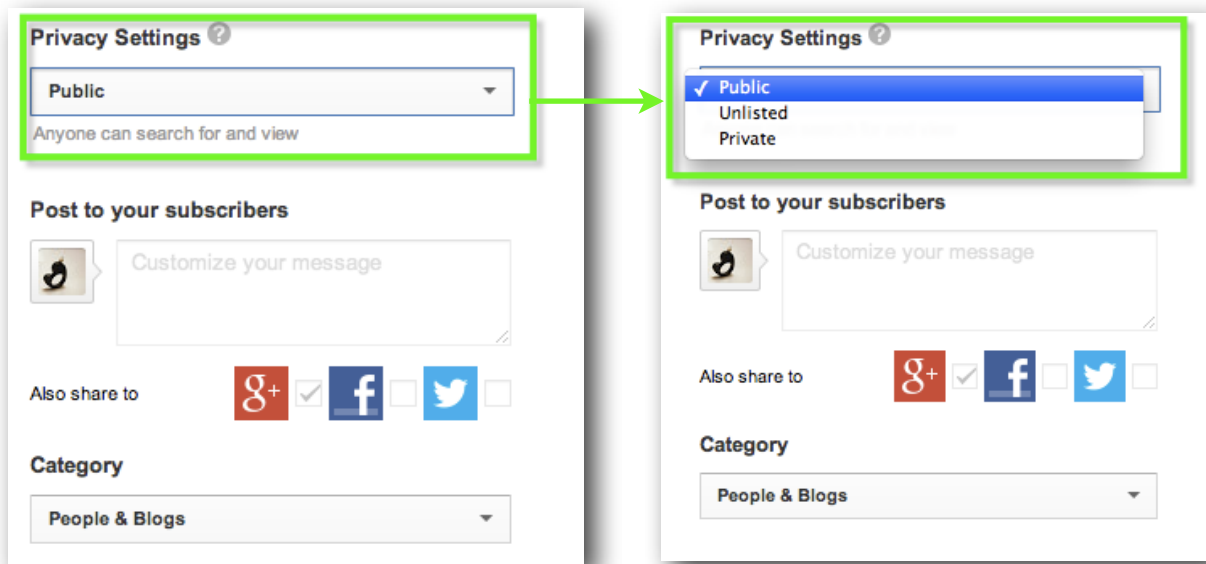 Privacy Settings ?
Public
Anyone can search for and view
Post to your subscribers
Customize your message
Also share to
g+
f
Category
People & Blogs
Privacy Settings ?
✓ Public
Unlisted
Private
Post to your subscribers
Customize your message
Also share to
g+
f
Category
People & Blogs